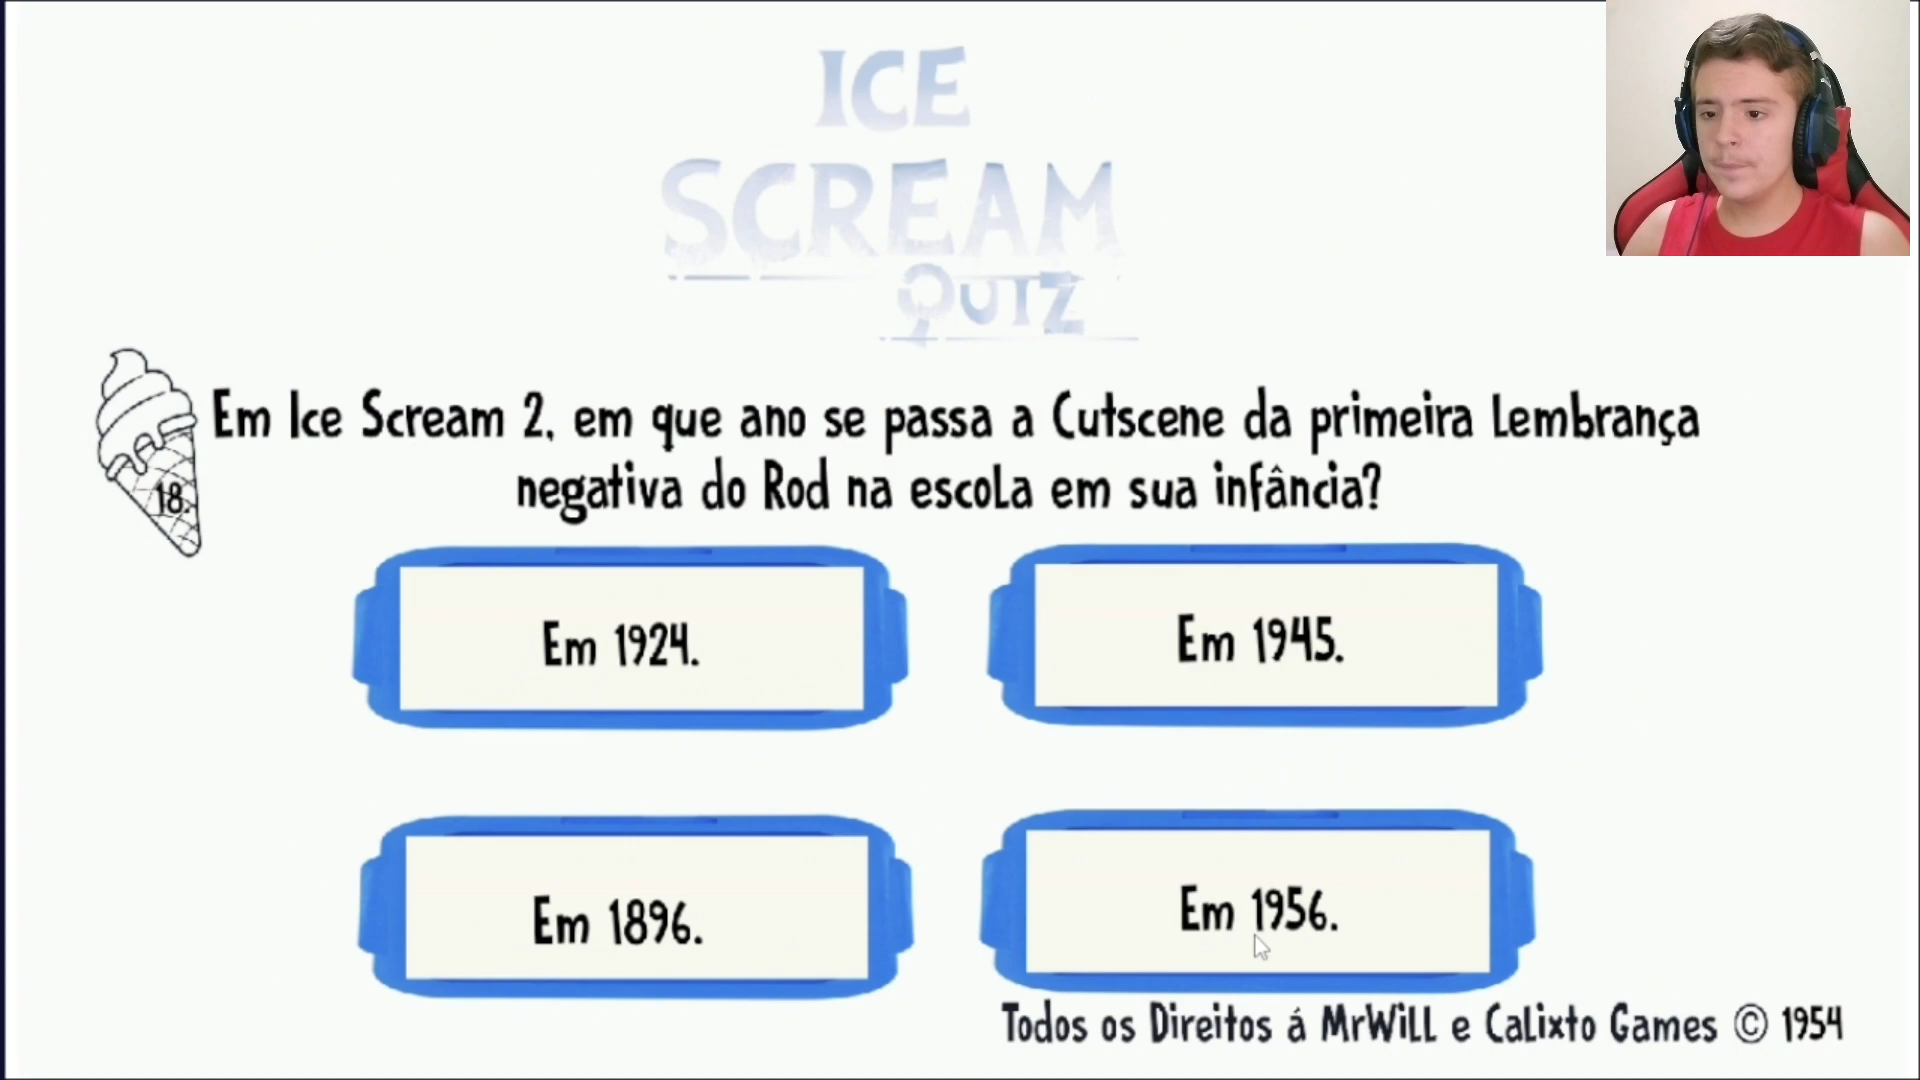 ICE
SCREAM
QUIZ
18.
Em Ice Scream 2, em que ano se passa a Cutscene da primeira Lembrança
negativa do Rod na escola em sua infância?
Em 1924.
Em 1945.
Em 1896.
Em 1956.
Todos os Direitos á MrWill e Calixto Games © 1954